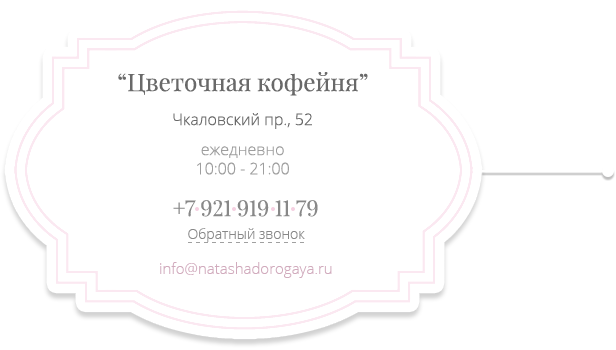 “Цветочная кофейня”
Чкаловский пр., 52
ежедневно
10:00 - 21:00
+7·921·919·11·79
Обратный звонок
info@natashadorogaya.ru